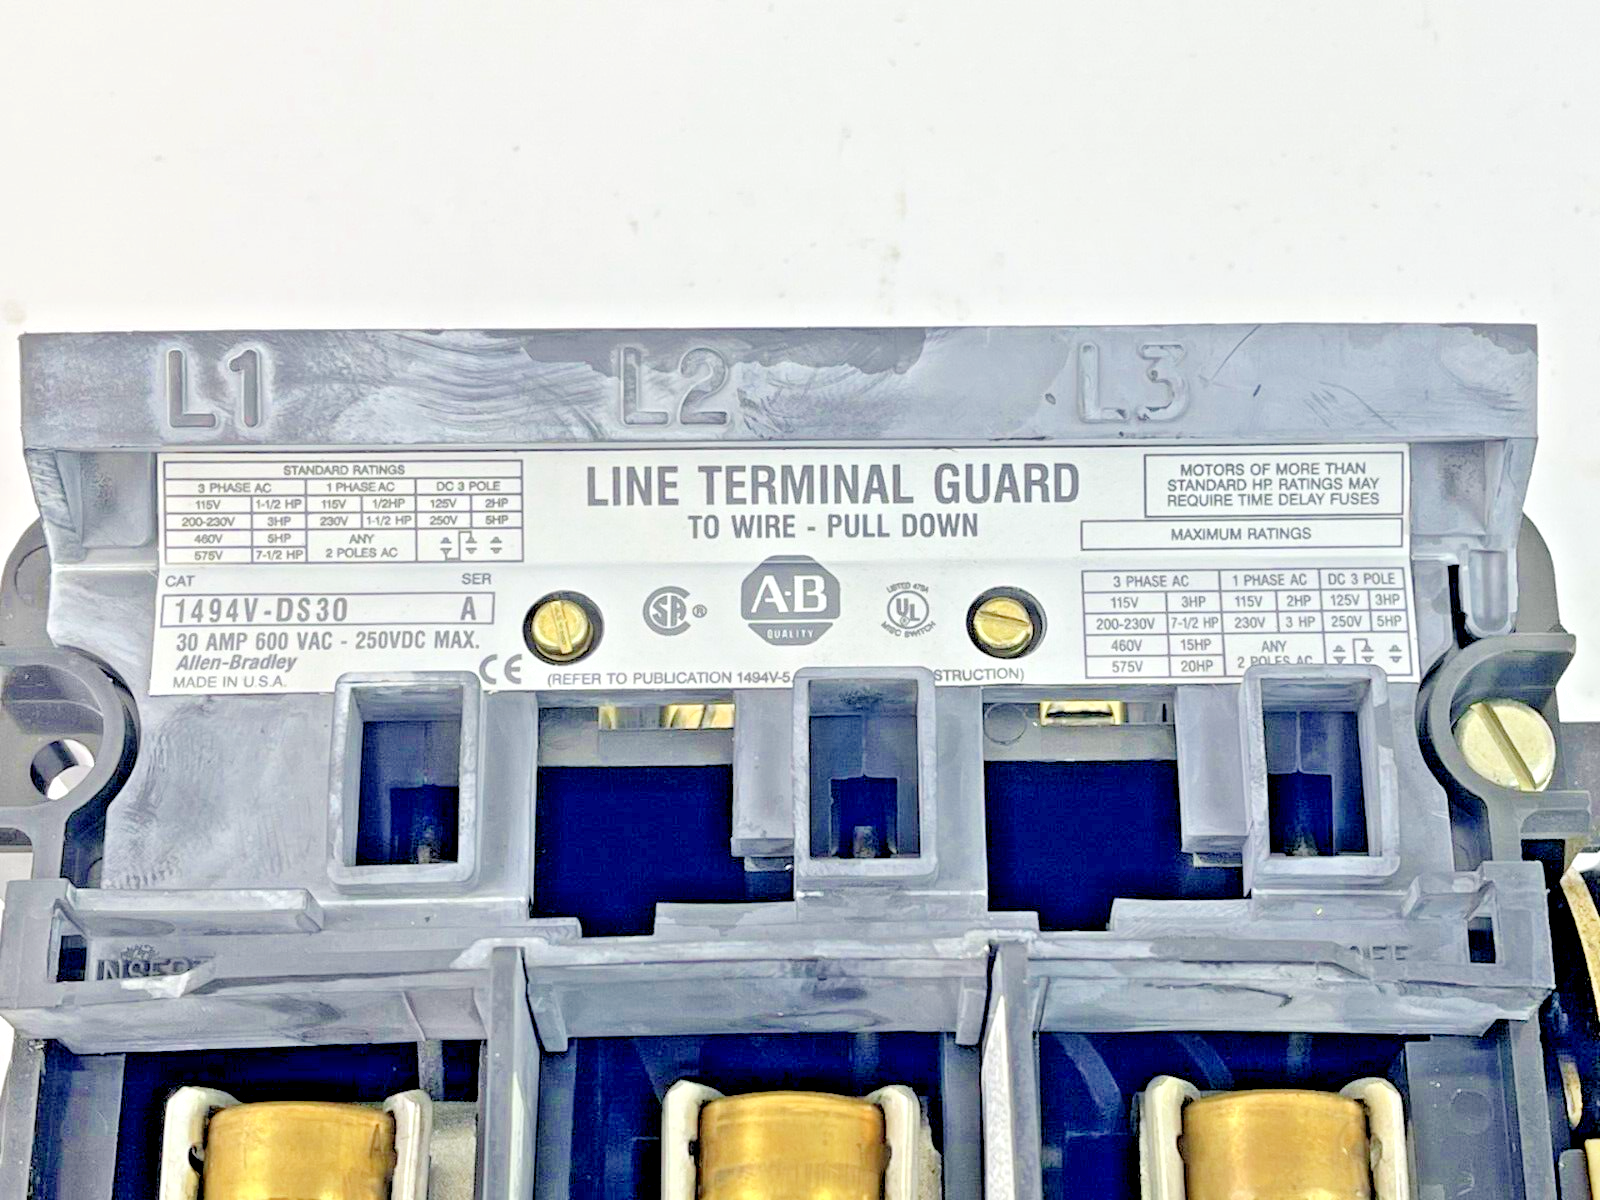 L1 L2 L3
STANDARD RATINGS
3 PHASE AC 1 PHASE AC DC 3 POLE
115V 1-1/2 HP 115V 1/2HP 125V 2HP
200-230V 3HP 230V 1-1/2 HP 250V 5HP
460V 5HP ANY
575V 7-1/2 HP 2 POLES AC
CAT SER
1494V-DS30 A
30 AMP 600 VAC - 250VDC MAX.
Allen-Bradley
MADE IN U.S.A.
CE
LINE TERMINAL GUARD
TO WIRE - PULL DOWN
SA ®
A-B
QUALITY
LISTED
UL
SWITCH
(REFER TO PUBLICATION 1494V-5. STRUCTION)
MOTORS OF MORE THAN
STANDARD HP. RATINGS MAY
REQUIRE TIME DELAY FUSES
MAXIMUM RATINGS
3 PHASE AC 1 PHASE AC DC 3 POLE
115V 3HP 115V 2HP 125V 3HP
200-230V 7-1/2 HP 230V 3 HP 250V 5HP
460V 15HP ANY
575V 20HP 2 POLES AC